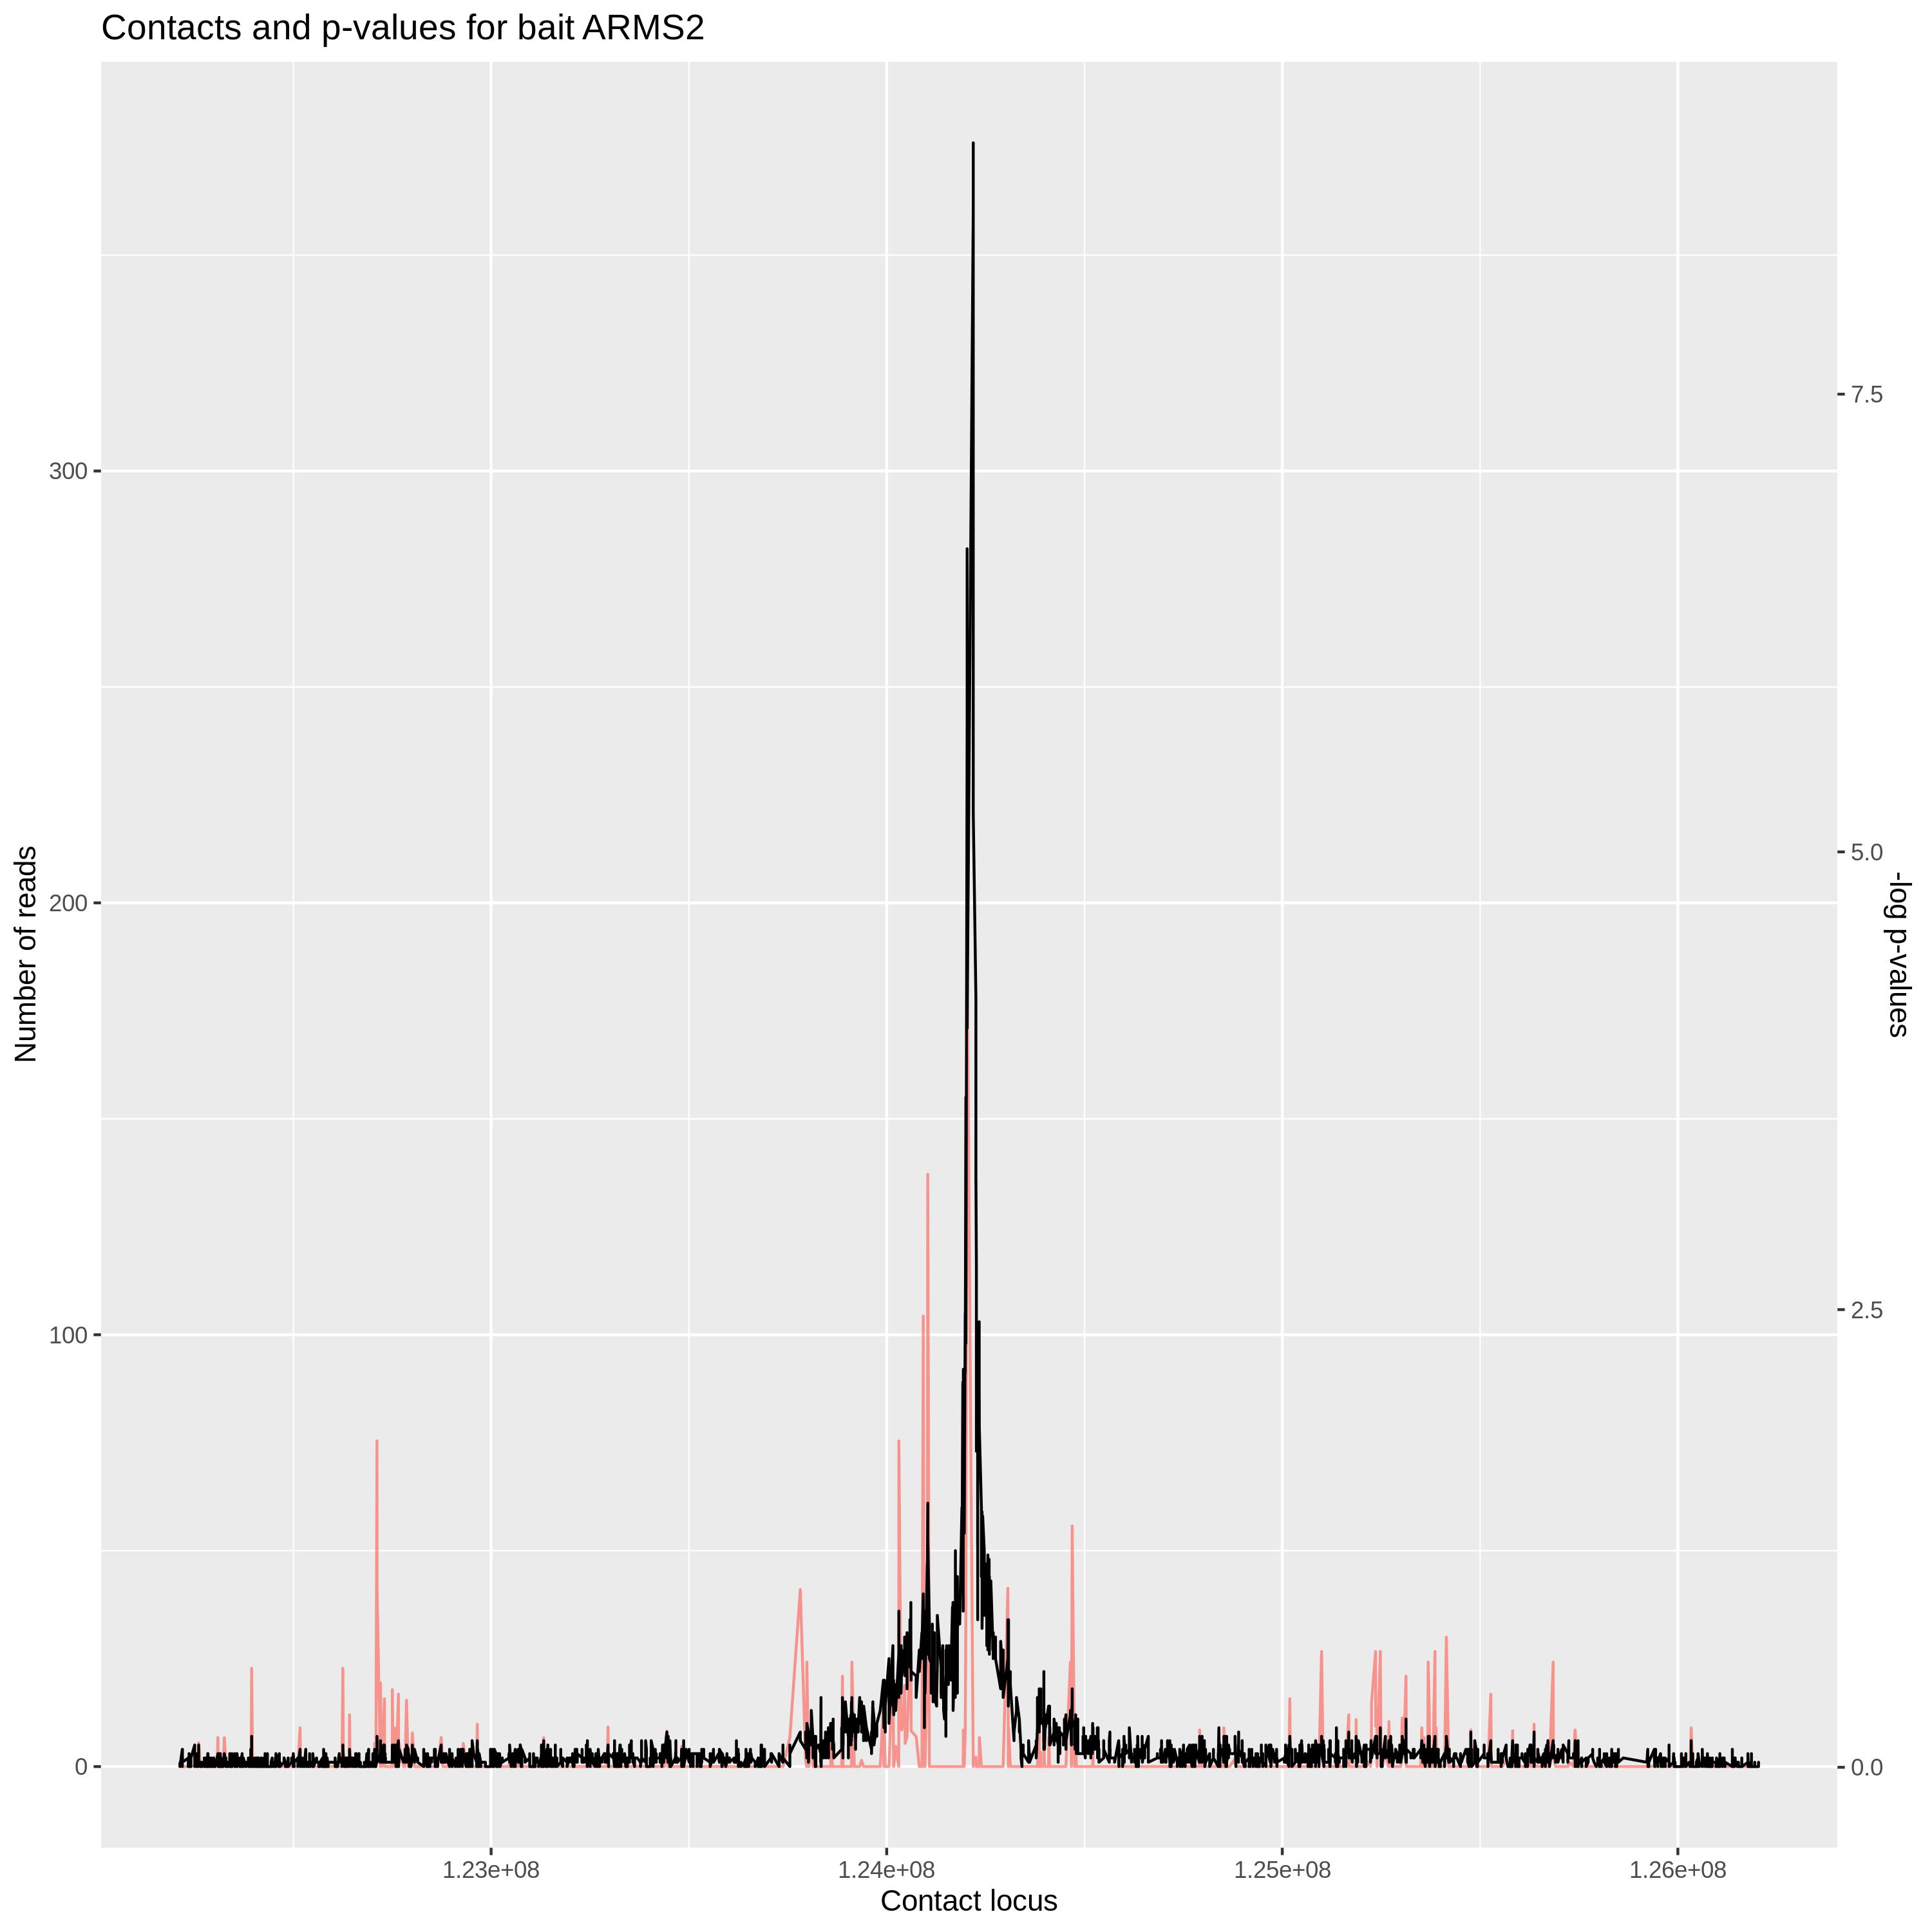 Contacts and p-values for bait ARMS2
300
200
100
0
7.5
5.0
2.5
0.0
Number of reads
-log p-values
1.23e+08
1.24e+08
1.25e+08
1.26e+08
Contact locus